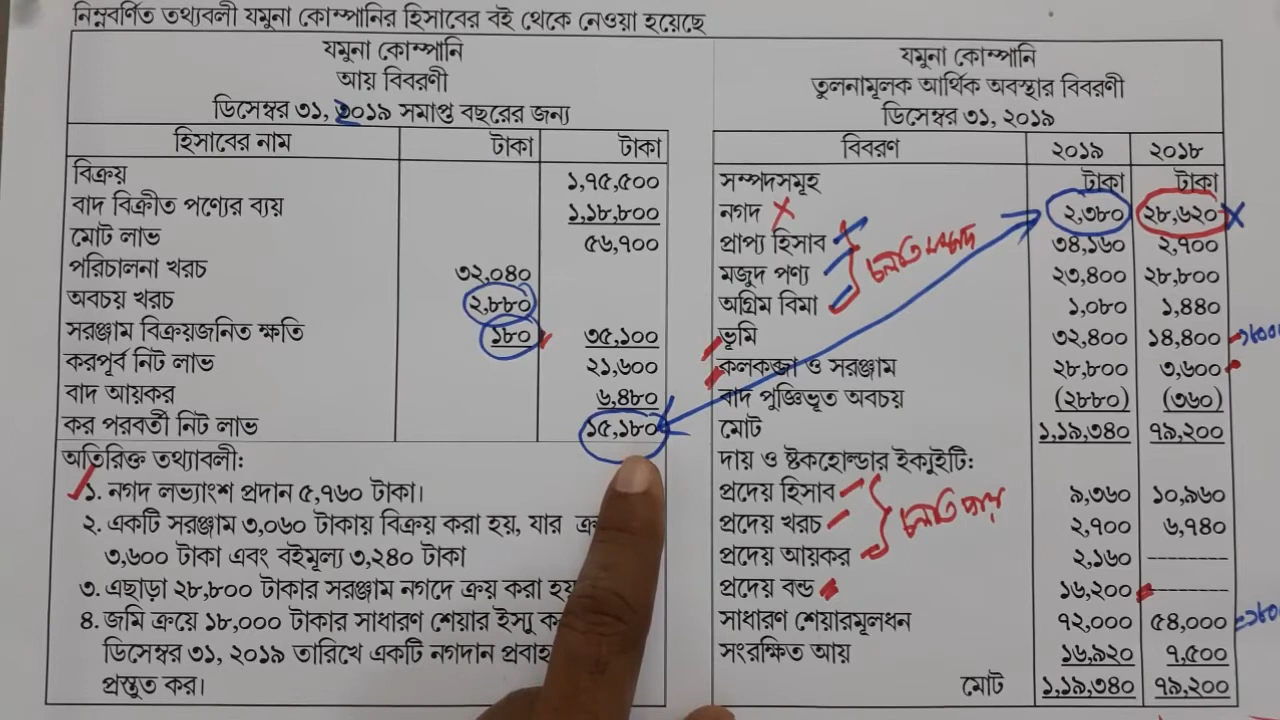 নিম্নবর্ণিত তথ্যবলী যমুনা কোম্পানির হিসাবের বই থেকে নেওয়া হয়েছে
যমুনা কোম্পানি
আয় বিবরণী
ডিসেম্বর ৩১, ২০১৯ সমাপ্ত বছরের জন্য
হিসাবের নাম টাকা টাকা
বিক্রয় ১,৭৫,৫০০
বাদ বিক্রীত পণ্যের ব্যয় ১,১৮,৮০০
মোট লাভ ৫৬,৭০০
পরিচালনা খরচ ৩২,০৪০
অবচয় খরচ ২,৮৮০
সরঞ্জাম বিক্রয়জনিত ক্ষতি ১৮০ ৩৫,১০০
করপূর্ব নিট লাভ ২১,৬০০
বাদ আয়কর ৬,৪৮০
কর পরবর্তী নিট লাভ ১৫,১৮০
অতিরিক্ত তথ্যাবলী:
১. নগদ লভ্যাংশ প্রদান ৫,৭৬০ টাকা।
২. একটি সরঞ্জাম ৩,০৬০ টাকায় বিক্রয় করা হয়, যার
৩,৬০০ টাকা এবং বইমূল্য ৩,২৪০ টাকা
৩. এছাড়া ২৮,৮০০ টাকার সরঞ্জাম নগদে ক্রয় করা হয়
৪. জমি ক্রয়ে ১৮,০০০ টাকার সাধারণ শেয়ার ইস্যু
ডিসেম্বর ৩১, ২০১৯ তারিখে একটি নগদান প্রবাহ
প্রস্তুত কর।
যমুনা কোম্পানি
তুলনামূলক আর্থিক অবস্থার বিবরণী
ডিসেম্বর ৩১, ২০১৯
বিবরণ ২০১৯ ২০১৮
সম্পদসমূহ টাকা টাকা
নগদ ২,৩৮০ ২৮,৬২০
প্রাপ্য হিসাব ৩৪,১৬০ ২,৭০০
মজুদ পণ্য ২৩,৪০০ ২৮,৮০০
অগ্রিম বিমা ১,০৮০ ১,৪৪০
চলতি সম্পদ
ভূমি ৩২,৪০০ ১৪,৪০০
কলকব্জা ও সরঞ্জাম ২৮,৮০০ ৩,৬০০
বাদ পুঞ্জিভূত অবচয় (২৮৮০) (৩৬০)
মোট ১,১৯,৩৪০ ৭৯,২০০
দায় ও ষ্টকহোল্ডার ইক্যুইটি:
প্রদেয় হিসাব ৯,৩৬০ ১০,৯৬০
প্রদেয় খরচ ২,৭০০ ৬,৭৪০
প্রদেয় আয়কর ২,১৬০ --------
চলতি দায়
প্রদেয় বন্ড ১৬,২০০ --------
সাধারণ শেয়ারমূলধন ৭২,০০০ ৫৪,০০০
সংরক্ষিত আয় ১৬,৯২০ ৭,৫০০
মোট ১,১৯,৩৪০ ৭৯,২০০